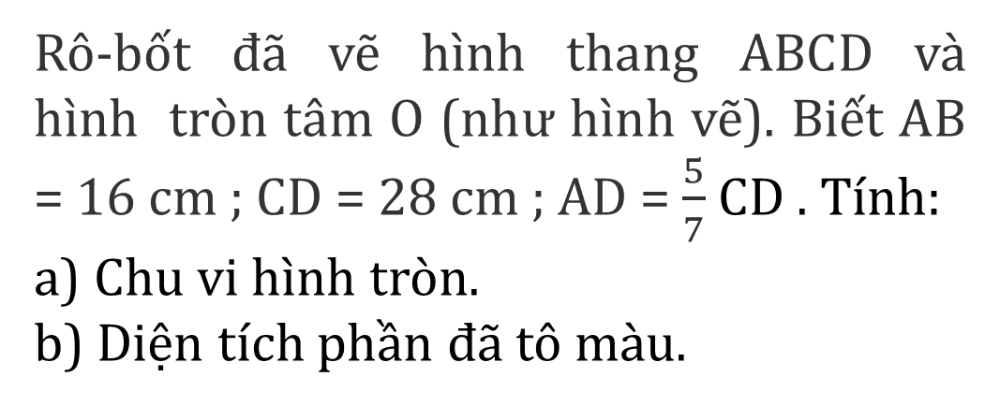 Rô-bốt đã vẽ hình thang ABCD và
hình tròn tâm O (như hình vẽ). Biết AB
= 16 cm ; CD = 28 cm ; AD = 5/7 CD . Tính:
a) Chu vi hình tròn.
b) Diện tích phần đã tô màu.